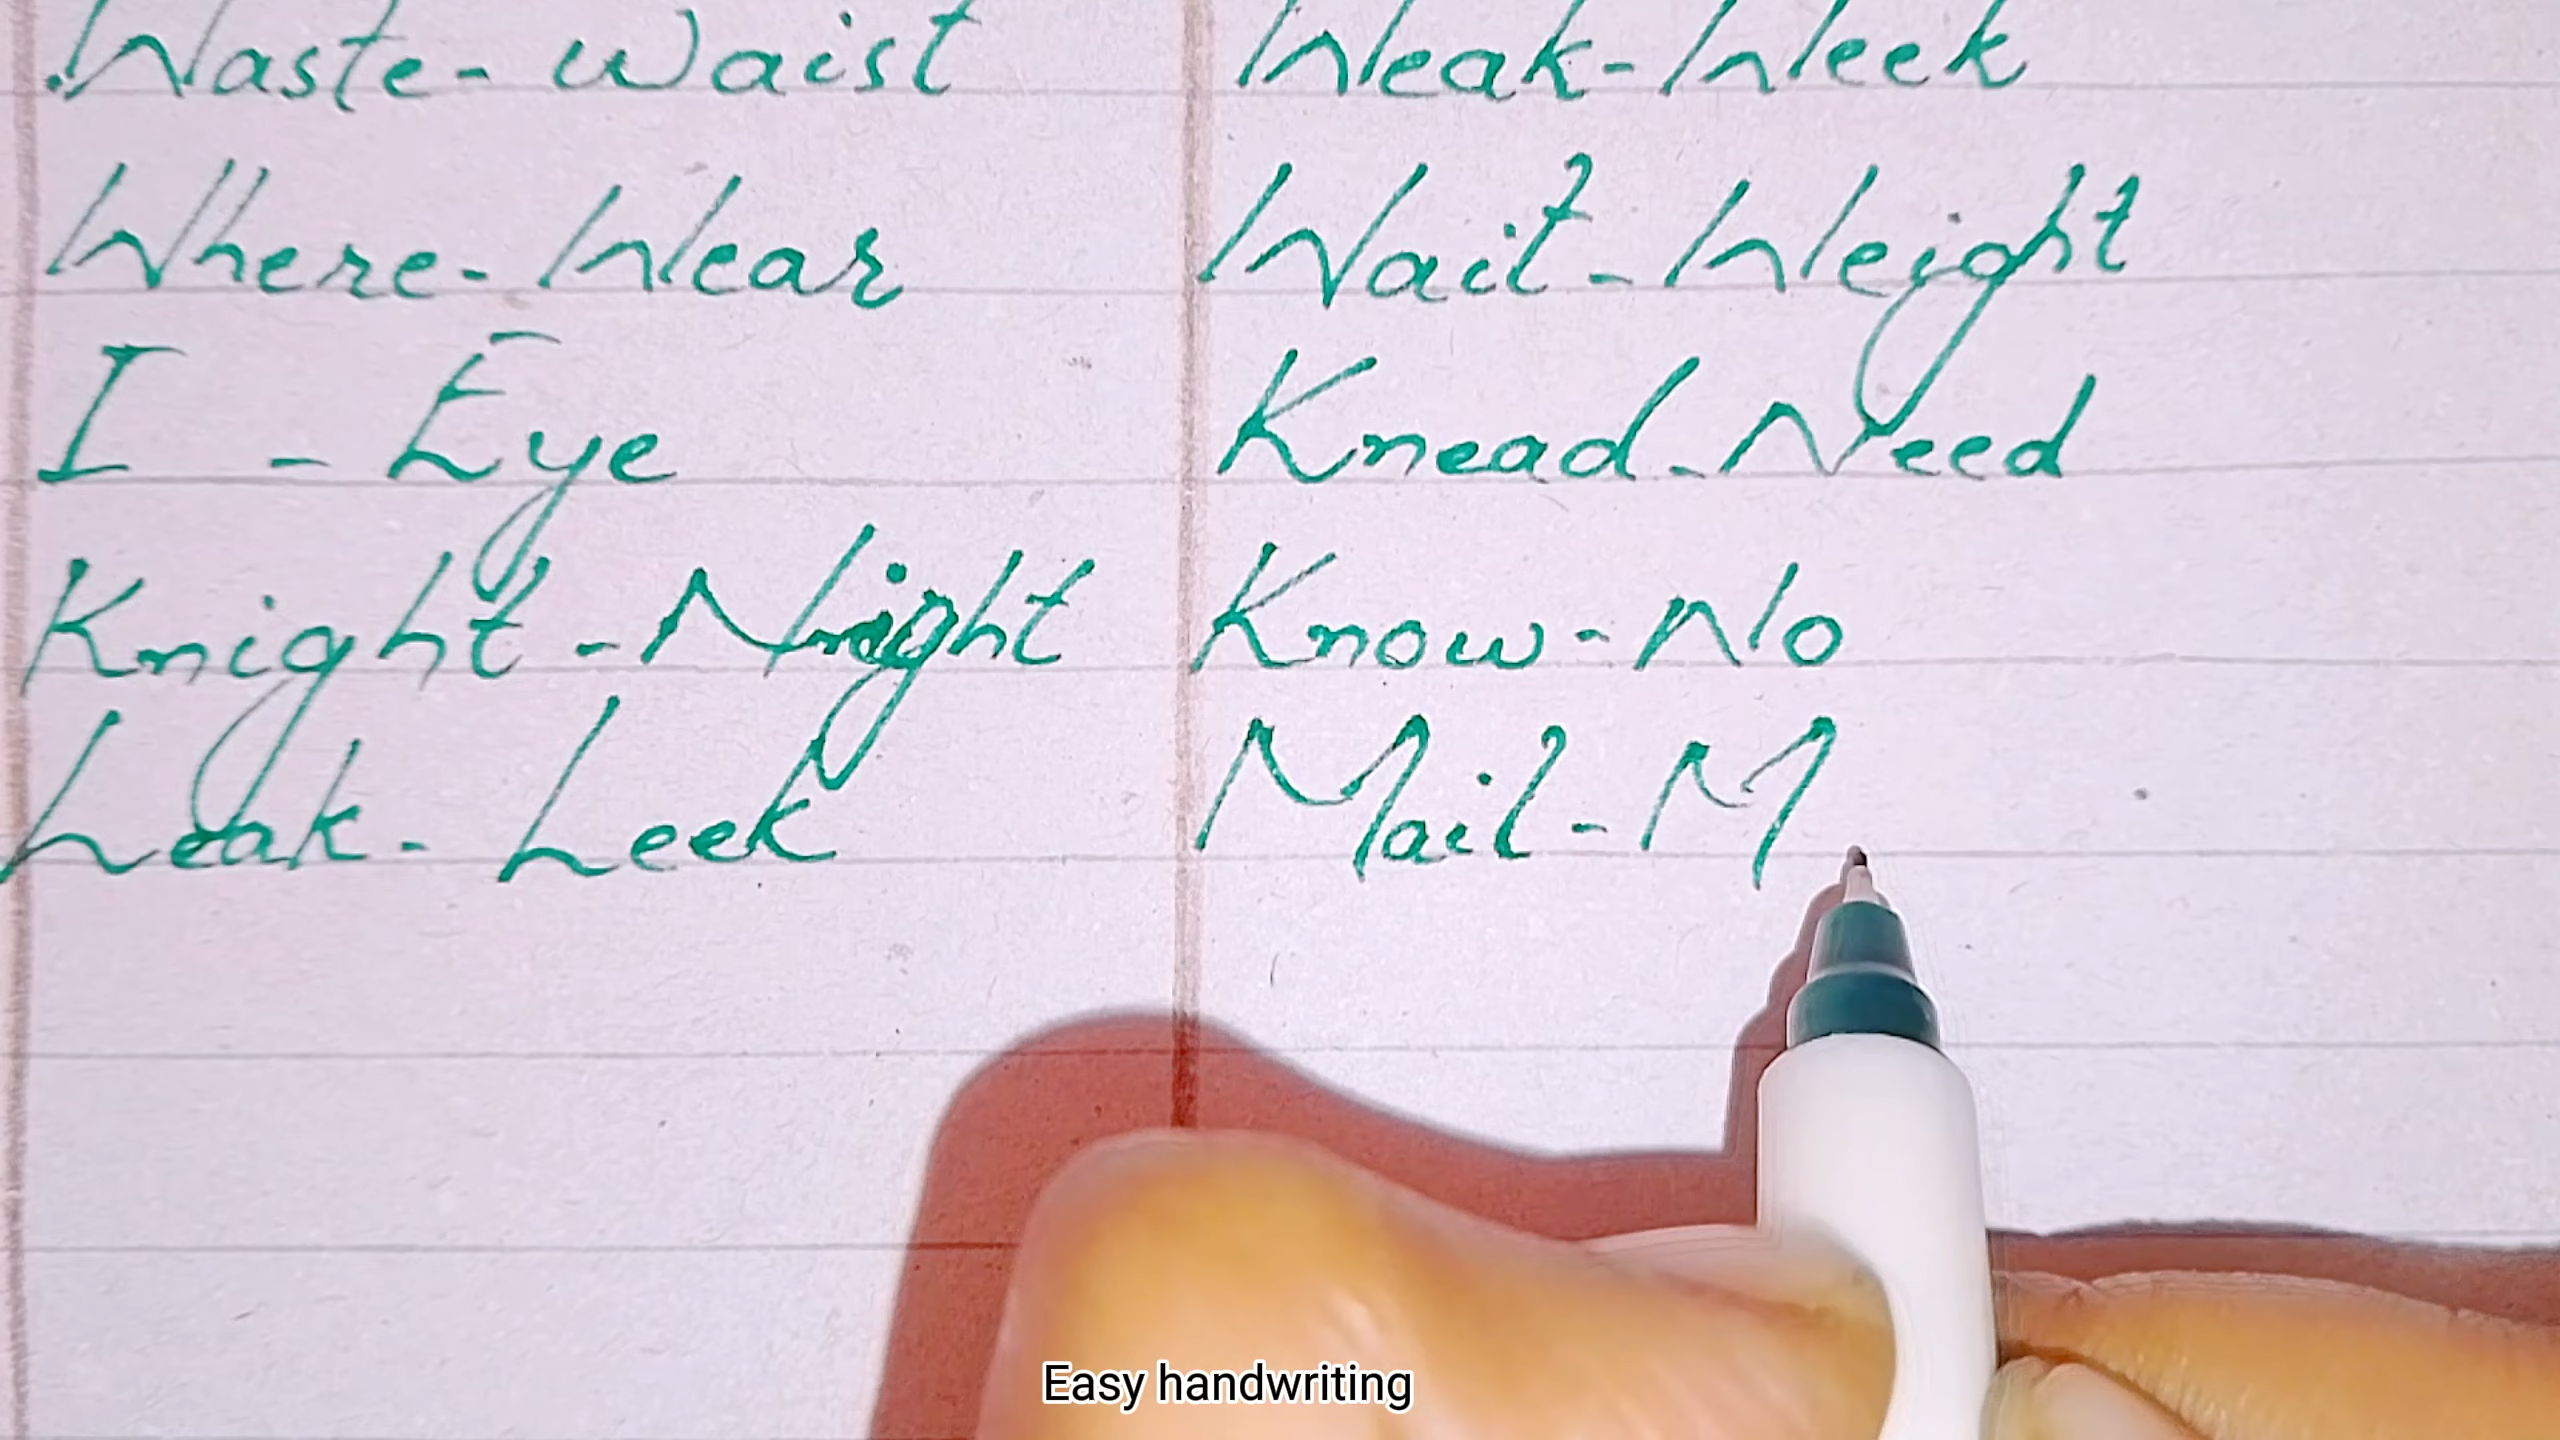 Waste- Waist
Weak-Week
Where- Wear
Wait-Weight
I - Eye
Knead-Need
Knight-Night
Know-No
Leak- Leek
Mail-M
Easy handwriting